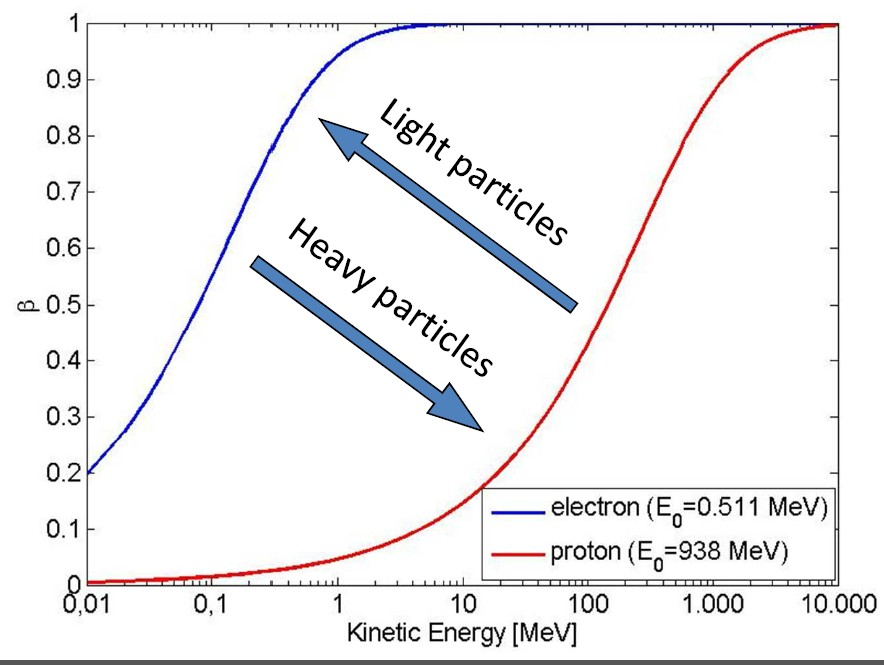 1
0.9
0.8
0.7
0.6
0.5
0.4
0.3
0.2
0.1
0
β
Light particles
Heavy particles
electron (E0=0.511 MeV)
proton (E0=938 MeV)
0,01 0,1 1 10 100 1.000 10.000
Kinetic Energy [MeV]